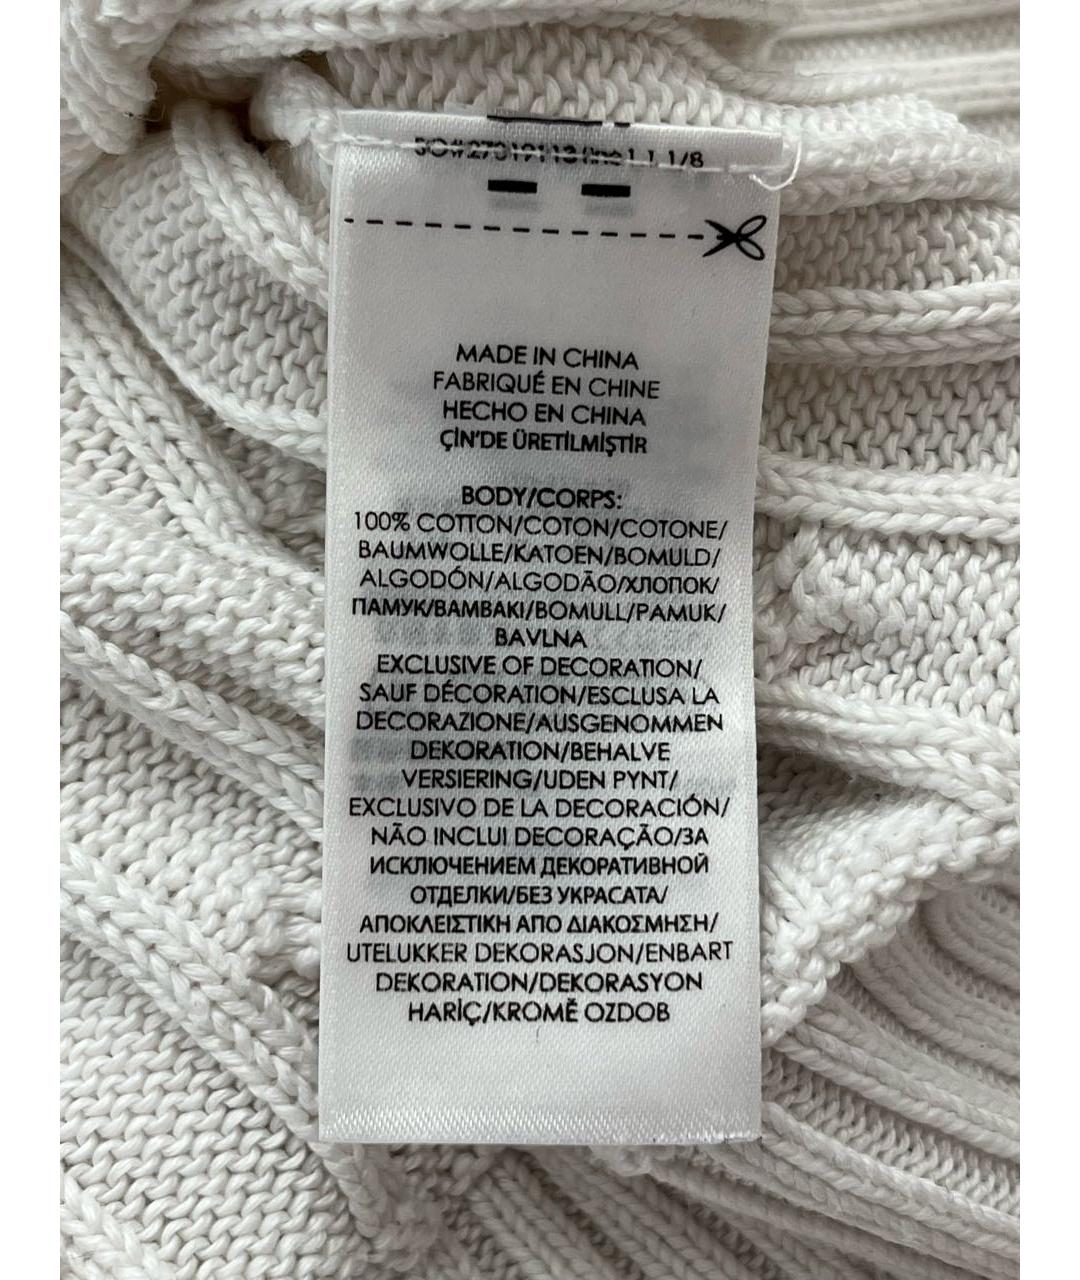 1/8
MADE IN CHINA
FABRIQUÉ EN CHINE
HECHO EN CHINA
ÇİN'DE ÜRETİLMİŞTİR
BODY/CORPS:
100% COTTON/COTON/COTONE/
BAUMWOLLE/KATOEN/BOMULD/
ALGODÓN/ALGODÃO/ХЛОПОК/
ПАМУК/ΒΑΜΒΑΚΙ/BOMULL/PAMUK/
BAVLNA
EXCLUSIVE OF DECORATION/
SAUF DÉCORATION/ESCLUSA LA
DECORAZIONE/AUSGENOMMEN
DEKORATION/BEHALVE
VERSIERING/UDEN PYNT/
EXCLUSIVO DE LA DECORACIÓN/
NÃO INCLUI DECORAÇÃO/ЗА
ИСКЛЮЧЕНИЕМ ДЕКОРАТИВНОЙ
ОТДЕЛКИ/БЕЗ УКРАСАТА/
ΑΠΟΚΛΕΙΣΤΙΚΗ ΑΠΟ ΔΙΑΚΟΣΜΗΣΗ/
UTELUKKER DEKORASJON/ENBART
DEKORATION/DEKORASYON
HARİÇ/KROMĚ OZDOB